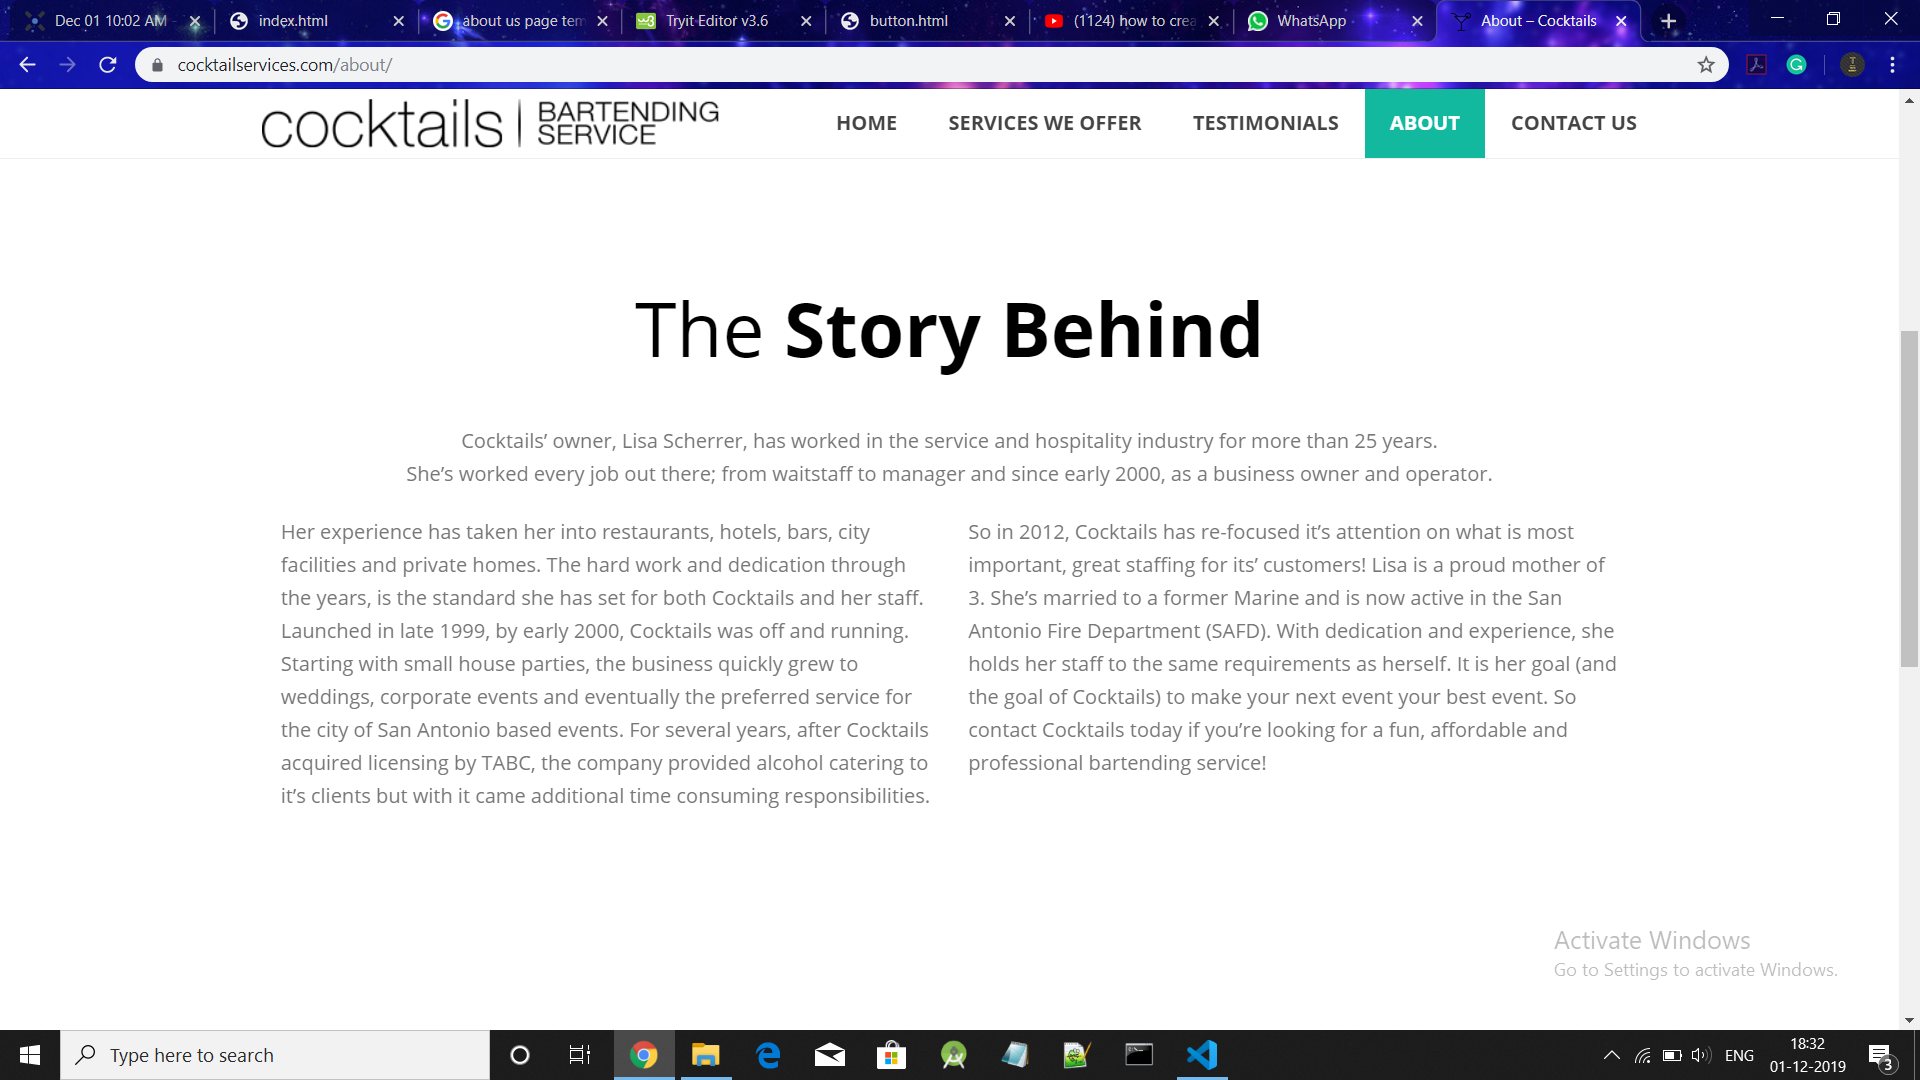 Dec 01 10:02 AM
index.html
about us page tem
Tryit Editor v3.6
button.html
(1124) how to crea
WhatsApp
About – Cocktails
cocktailservices.com/about/
cocktails | BARTENDING SERVICE
HOME
SERVICES WE OFFER
TESTIMONIALS
ABOUT
CONTACT US
The Story Behind
Cocktails’ owner, Lisa Scherrer, has worked in the service and hospitality industry for more than 25 years.
She’s worked every job out there; from waitstaff to manager and since early 2000, as a business owner and operator.
Her experience has taken her into restaurants, hotels, bars, city
facilities and private homes. The hard work and dedication through
the years, is the standard she has set for both Cocktails and her staff.
Launched in late 1999, by early 2000, Cocktails was off and running.
Starting with small house parties, the business quickly grew to
weddings, corporate events and eventually the preferred service for
the city of San Antonio based events. For several years, after Cocktails
acquired licensing by TABC, the company provided alcohol catering to
it’s clients but with it came additional time consuming responsibilities.
So in 2012, Cocktails has re-focused it’s attention on what is most
important, great staffing for its’ customers! Lisa is a proud mother of
3. She’s married to a former Marine and is now active in the San
Antonio Fire Department (SAFD). With dedication and experience, she
holds her staff to the same requirements as herself. It is her goal (and
the goal of Cocktails) to make your next event your best event. So
contact Cocktails today if you’re looking for a fun, affordable and
professional bartending service!
Activate Windows
Go to Settings to activate Windows.
Type here to search
ENG
18:32
01-12-2019
3